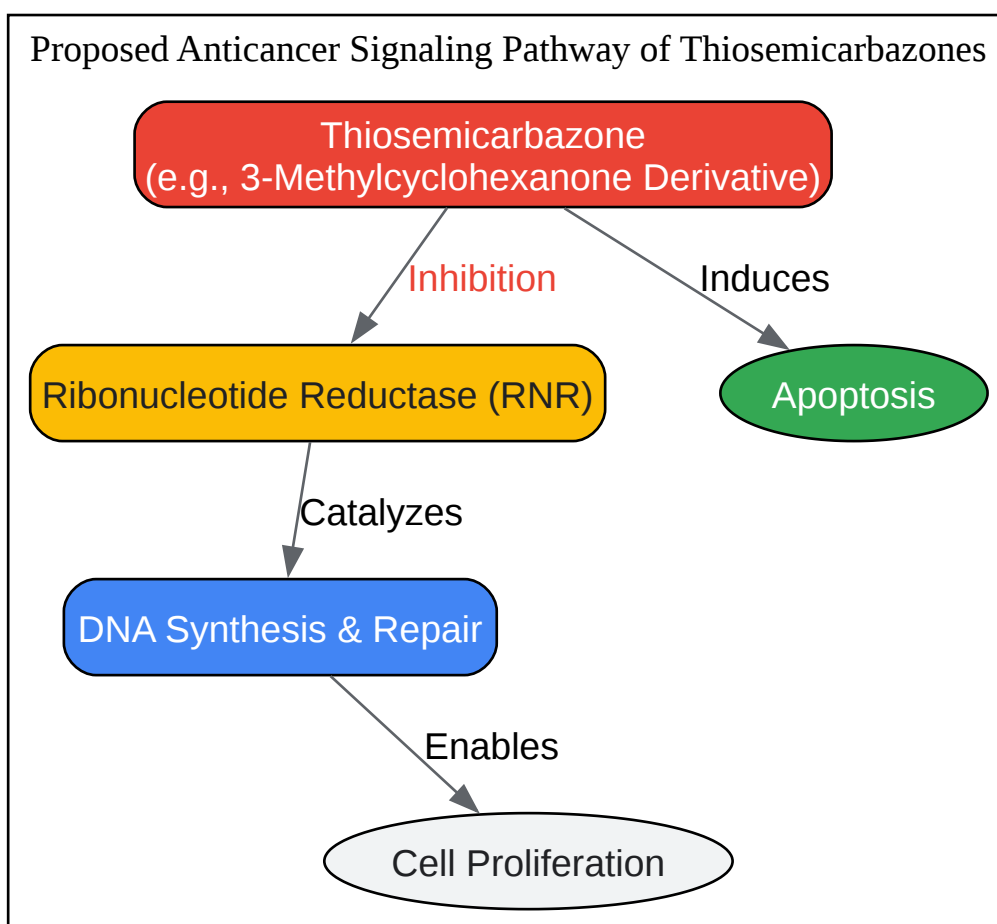 Proposed Anticancer Signaling Pathway of Thiosemicarbazones
Thiosemicarbazone
(e.g., 3-Methylcyclohexanone Derivative)
Inhibition
Induces
Ribonucleotide Reductase (RNR)
Apoptosis
Catalyzes
DNA Synthesis & Repair
Enables
Cell Proliferation